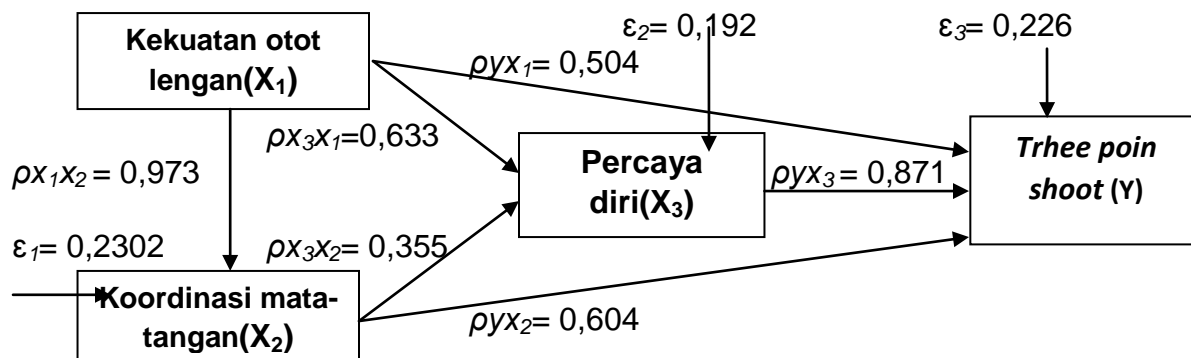 Kekuatan otot
lengan(X₁)
ε₂= 0,192
ε₃= 0,226
ρyx₁= 0,504
ρx₃x₁=0,633
ρx₁x₂ = 0,973
Percaya
diri(X₃)
ρyx₃= 0,871
Trhee poin
shoot (Y)
ε₁= 0,2302
ρx₃x₂= 0,355
Koordinasi mata-
tangan(X₂)
ρyx₂= 0,604